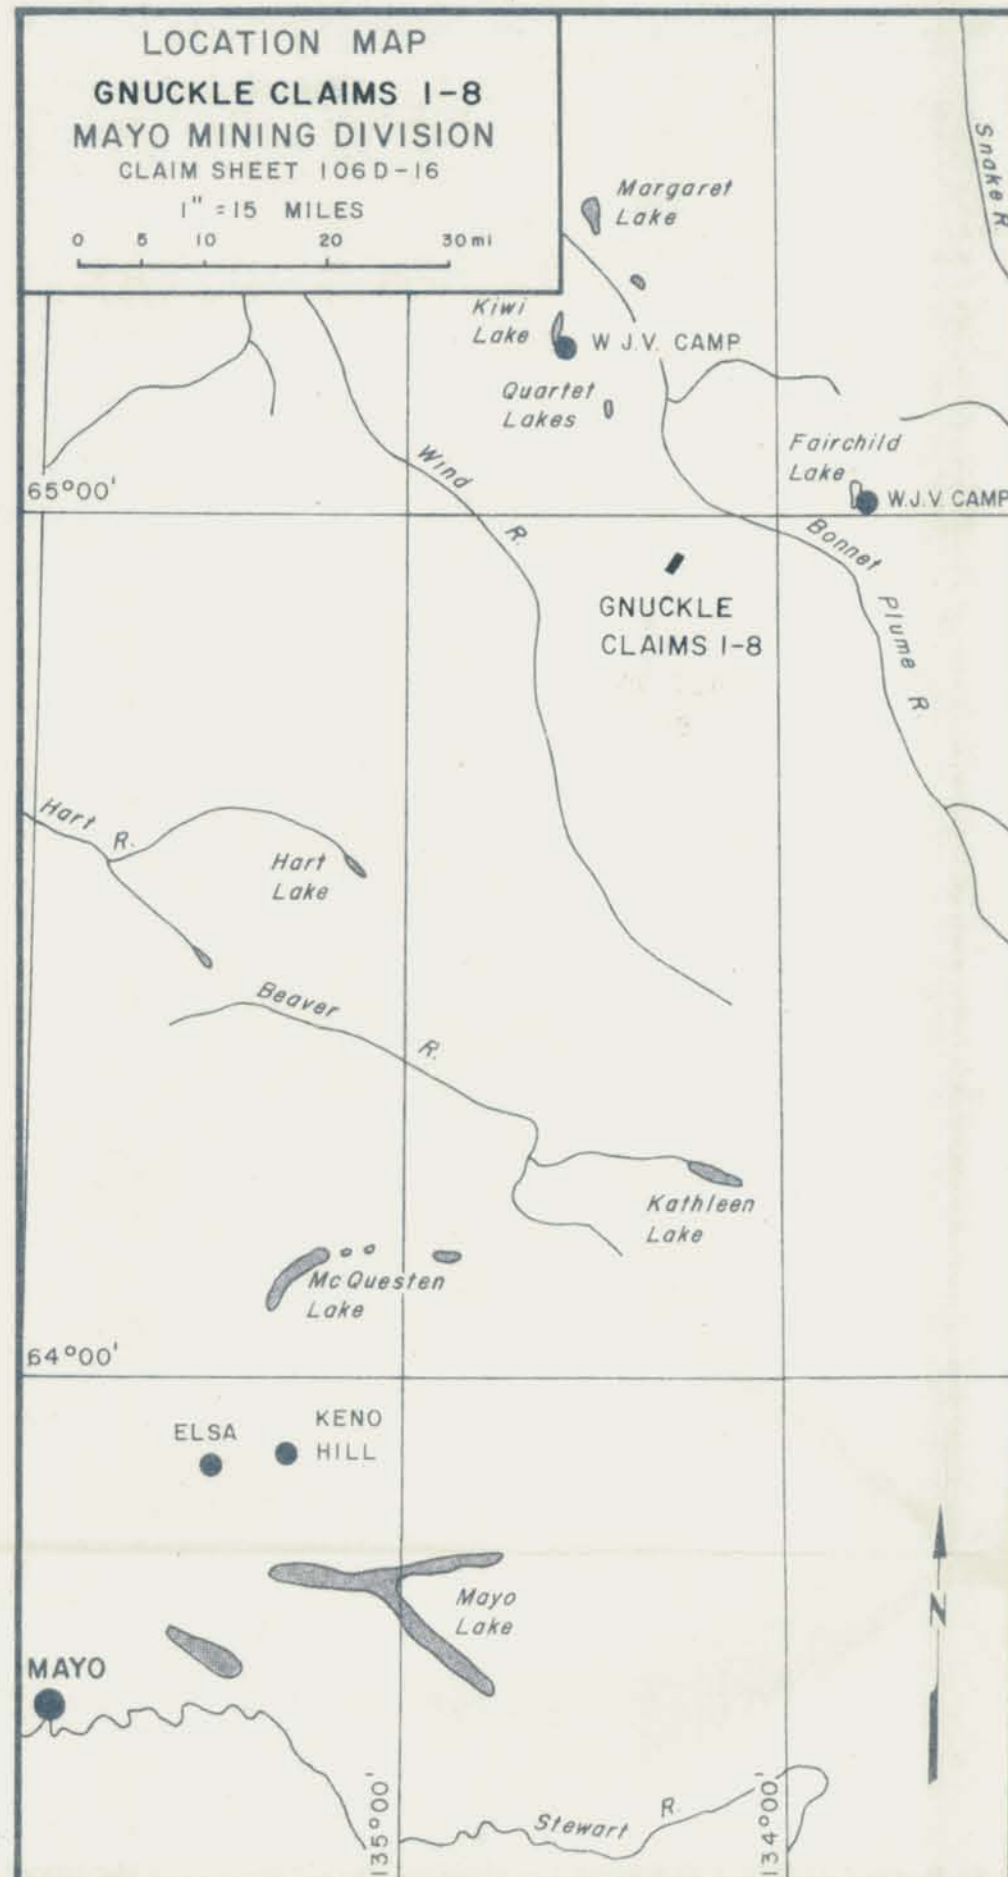 LOCATION MAP
GNUCKLE CLAIMS 1-8
MAYO MINING DIVISION
CLAIM SHEET 106D-16
1" = 15 MILES
0 5 10 20 30 mi
Snake R.
Margaret
Lake
Kiwi
Lake
W J.V. CAMP
Quartet
Lakes
Fairchild
Lake
W.J.V. CAMP
Wind
R.
65°00'
Bonnet
Plume R.
GNUCKLE
CLAIMS 1-8
Hart
R.
Hart
Lake
Beaver
R.
Kathleen
Lake
McQuesten
Lake
64°00'
ELSA
KENO
HILL
Mayo
Lake
N
MAYO
135°00'
134°00'
Stewart R.